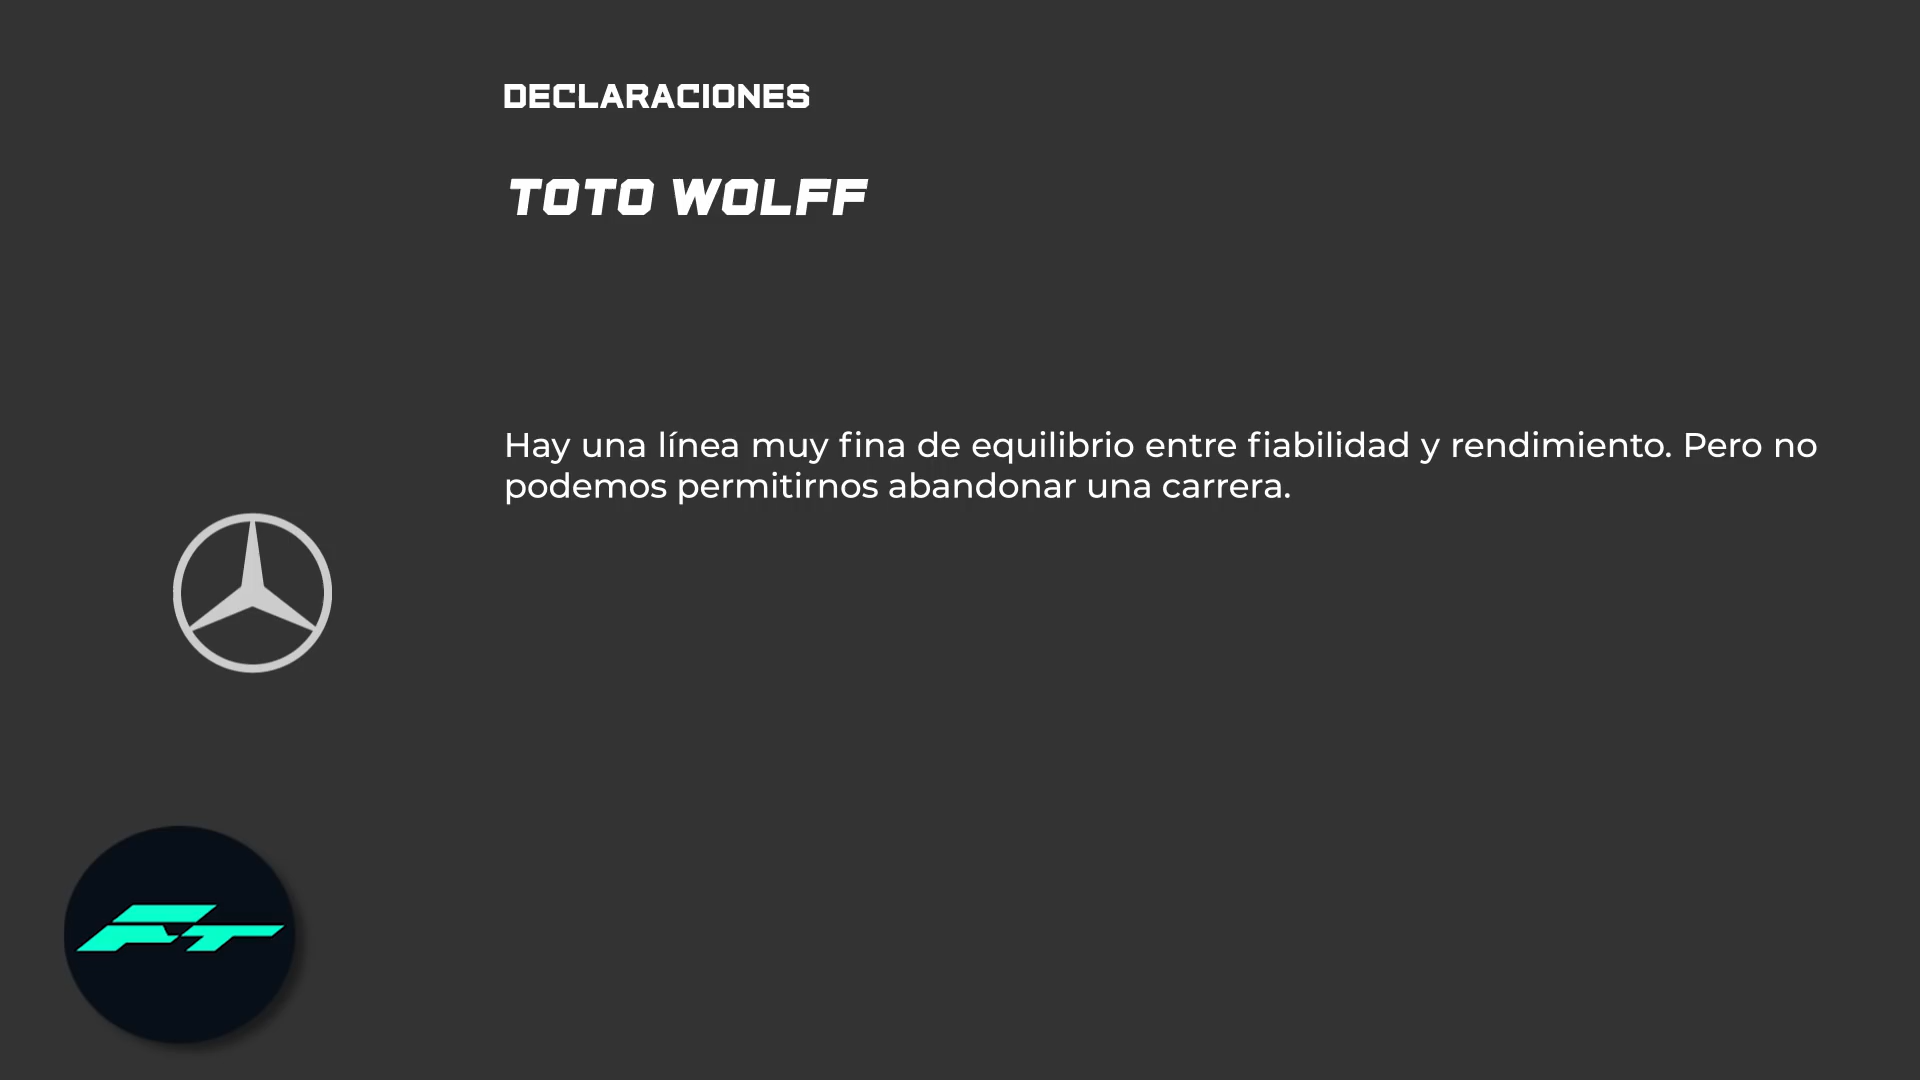 DECLARACIONES
TOTO WOLFF
Hay una línea muy fina de equilibrio entre fiabilidad y rendimiento. Pero no
podemos permitirnos abandonar una carrera.
FT